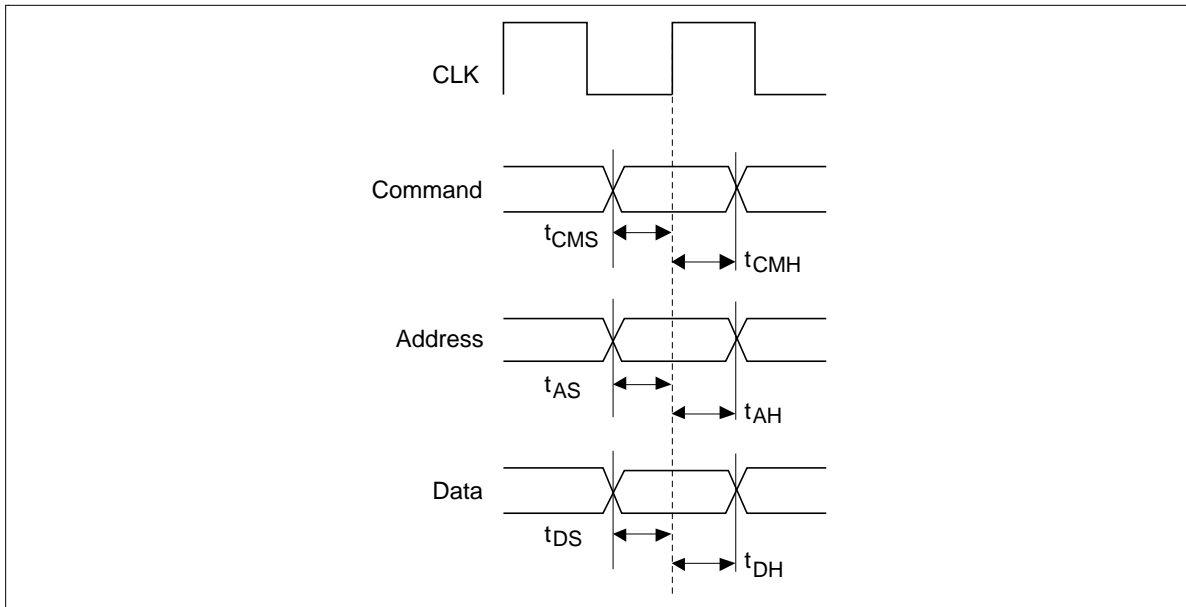 CLK
Command
tCMS
tCMH
Address
tAS
tAH
Data
tDS
tDH